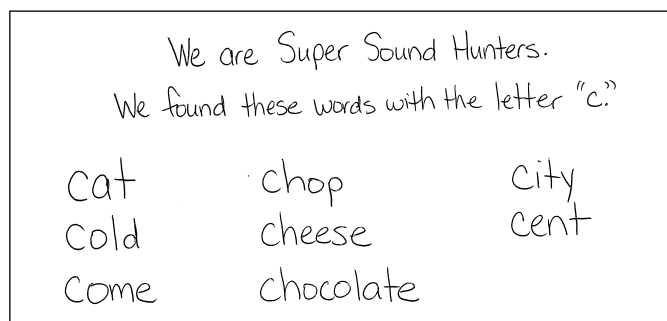 We are Super Sound Hunters.
We found these words with the letter "c."
cat chop city
cold cheese cent
come chocolate